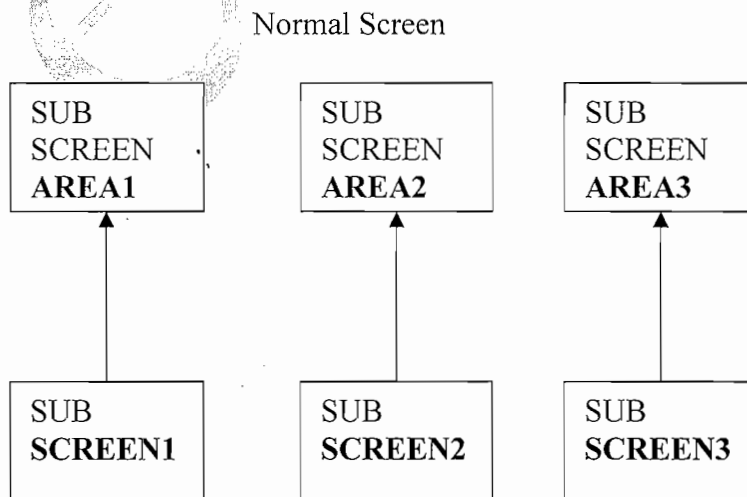 Normal Screen
SUB
SCREEN
AREA1
SUB
SCREEN
AREA2
SUB
SCREEN
AREA3
SUB
SCREEN1
SUB
SCREEN2
SUB
SCREEN3